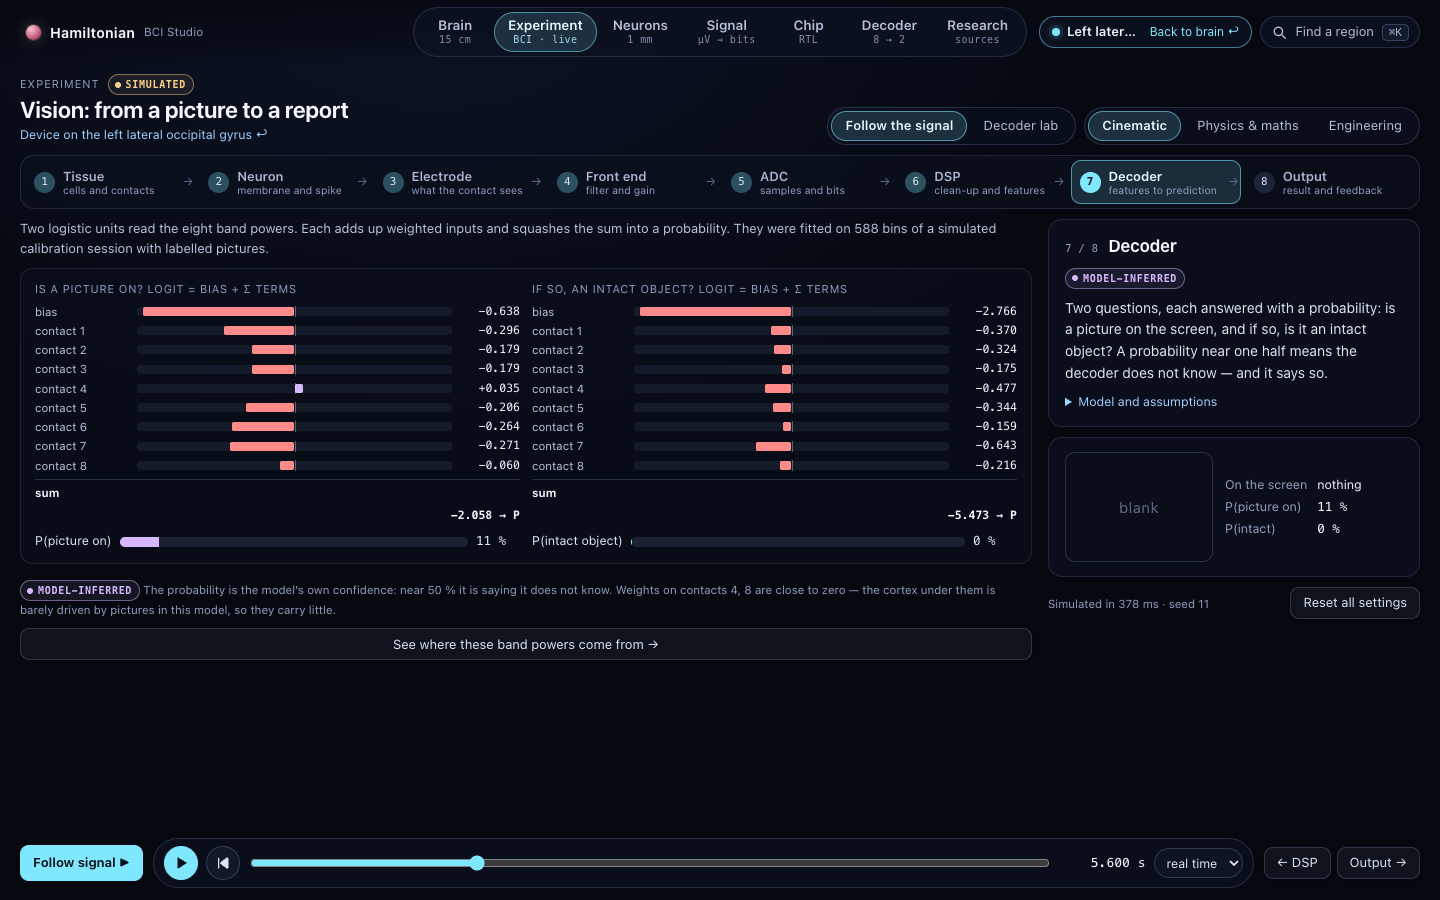 Hamiltonian BCI Studio
Brain
15 cm
Experiment
BCI · live
Neurons
1 mm
Signal
μV → bits
Chip
RTL
Decoder
8 → 2
Research
sources
Left later... Back to brain ↩
Find a region ⌘K
EXPERIMENT SIMULATED
Vision: from a picture to a report
Device on the left lateral occipital gyrus ↩
Follow the signal Decoder lab
Cinematic Physics & maths Engineering
1 Tissue
cells and contacts →
2 Neuron
membrane and spike →
3 Electrode
what the contact sees →
4 Front end
filter and gain →
5 ADC
samples and bits →
6 DSP
clean-up and features →
7 Decoder
features to prediction →
8 Output
result and feedback
Two logistic units read the eight band powers. Each adds up weighted inputs and squashes the sum into a probability. They were fitted on 588 bins of a simulated
calibration session with labelled pictures.
IS A PICTURE ON? LOGIT = BIAS + Σ TERMS
bias −0.638
contact 1 −0.296
contact 2 −0.179
contact 3 −0.179
contact 4 +0.035
contact 5 −0.206
contact 6 −0.264
contact 7 −0.271
contact 8 −0.060
sum
−2.058 → P
P(picture on) 11 %
IF SO, AN INTACT OBJECT? LOGIT = BIAS + Σ TERMS
bias −2.766
contact 1 −0.370
contact 2 −0.324
contact 3 −0.175
contact 4 −0.477
contact 5 −0.344
contact 6 −0.159
contact 7 −0.643
contact 8 −0.216
sum
−5.473 → P
P(intact object) 0 %
MODEL-INFERRED The probability is the model's own confidence: near 50 % it is saying it does not know. Weights on contacts 4, 8 are close to zero — the cortex under them is
barely driven by pictures in this model, so they carry little.
See where these band powers come from →
7 / 8 Decoder
MODEL-INFERRED
Two questions, each answered with a probability: is
a picture on the screen, and if so, is it an intact
object? A probability near one half means the
decoder does not know — and it says so.
▶ Model and assumptions
blank
On the screen nothing
P(picture on) 11 %
P(intact) 0 %
Simulated in 378 ms · seed 11
Reset all settings
Follow signal ▶
5.600 s
real time
← DSP
Output →